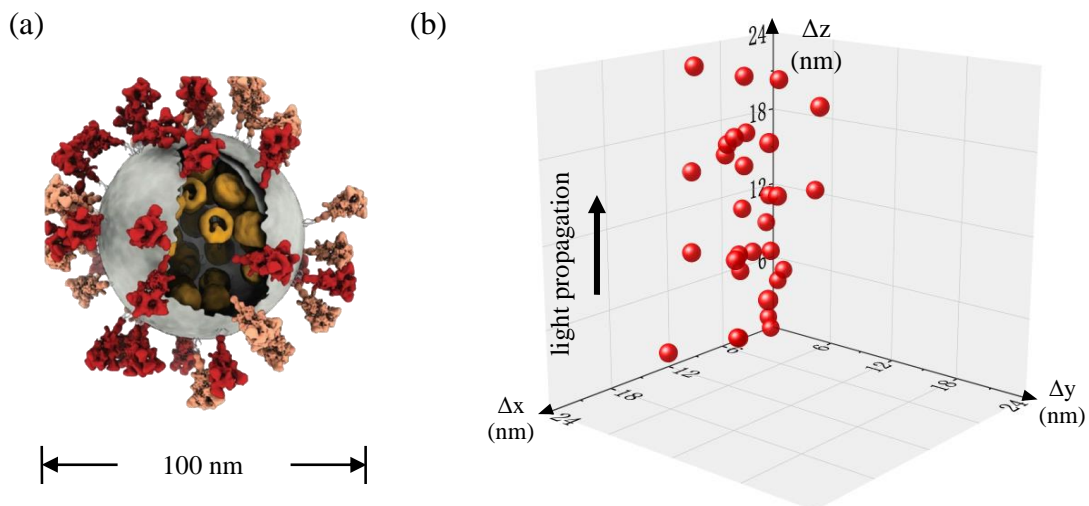 (a)
100 nm
(b)
Δz
(nm)
24
18
12
6
light propagation
Δx
(nm)
24
18
12
6
6
12
18
24
Δy
(nm)